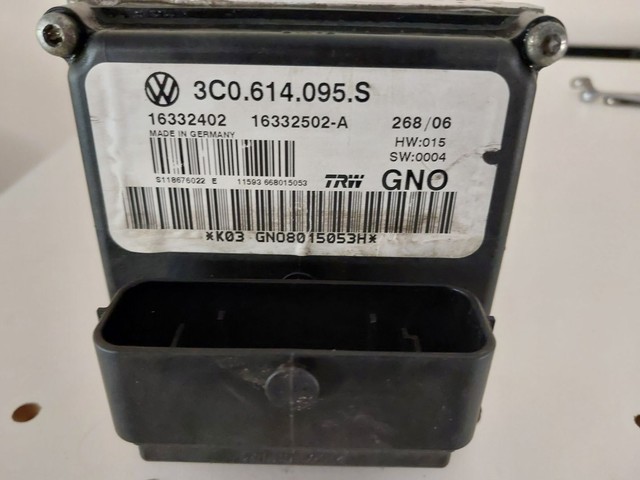 3C0.614.095.S
16332402 16332502-A 268/06
MADE IN GERMANY HW:015
SW:0004
S118676022 E 11593 668015053 TRW GNO
*K03 GNO8015053H*